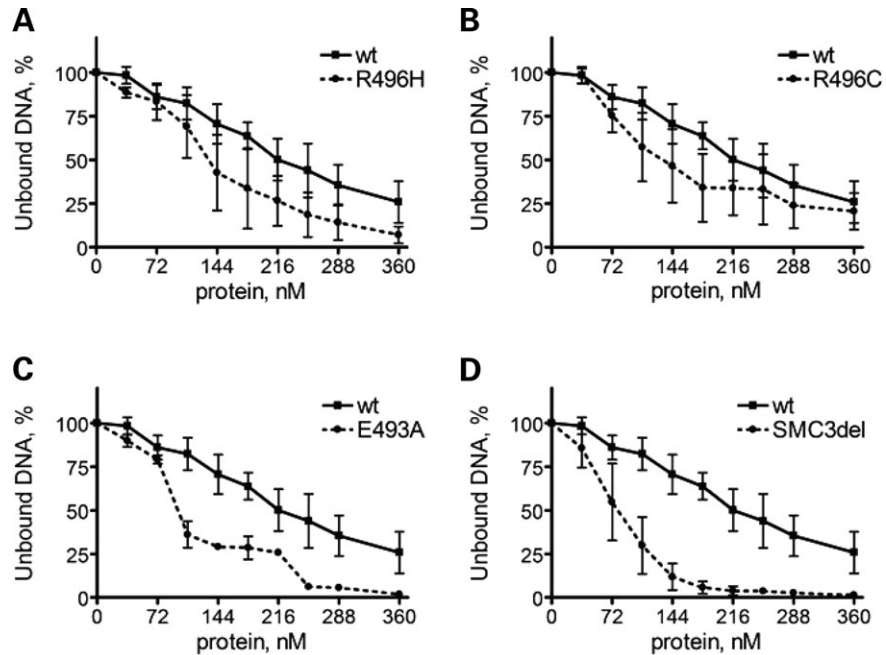 A
Unbound DNA, %
100
75
50
25
0
wt
R496H
0 72 144 216 288 360
protein, nM
B
Unbound DNA, %
100
75
50
25
0
wt
R496C
0 72 144 216 288 360
protein, nM
C
Unbound DNA, %
100
75
50
25
0
wt
E493A
0 72 144 216 288 360
protein, nM
D
Unbound DNA, %
100
75
50
25
0
wt
SMC3del
0 72 144 216 288 360
protein, nM